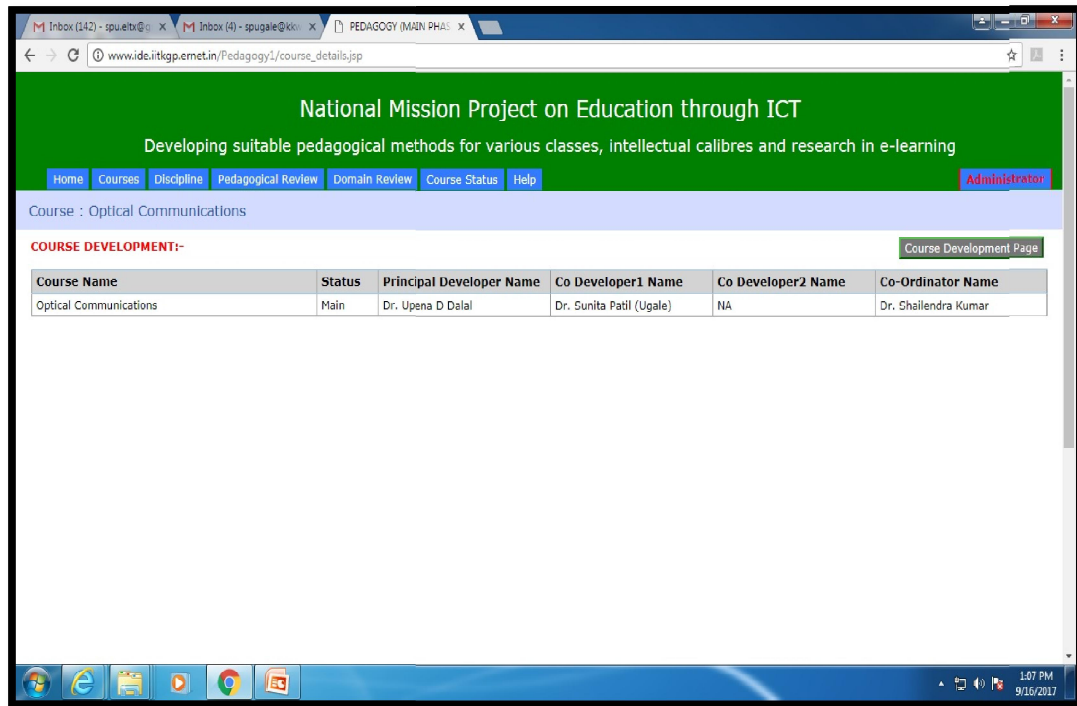 Inbox (142) - spu.eltx@g
Inbox (4) - spugale@kkw
PEDAGOGY (MAIN PHAS
www.ide.iitkgp.ernet.in/Pedagogy1/course_details.jsp
National Mission Project on Education through ICT
Developing suitable pedagogical methods for various classes, intellectual calibres and research in e-learning
Home Courses Discipline Pedagogical Review Domain Review Course Status Help Administrator
Course : Optical Communications
COURSE DEVELOPMENT:- Course Development Page
Course Name Status Principal Developer Name Co Developer1 Name Co Developer2 Name Co-Ordinator Name
Optical Communications Main Dr. Upena D Dalal Dr. Sunita Patil (Ugale) NA Dr. Shailendra Kumar
1:07 PM
9/16/2017